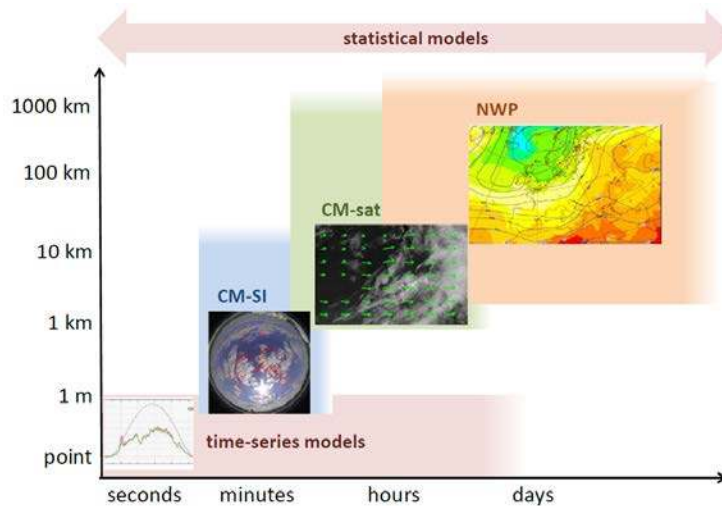 statistical models
1000 km
NWP
100 km
CM-sat
10 km
CM-SI
1 km
1 m
time-series models
point
seconds
minutes
hours
days